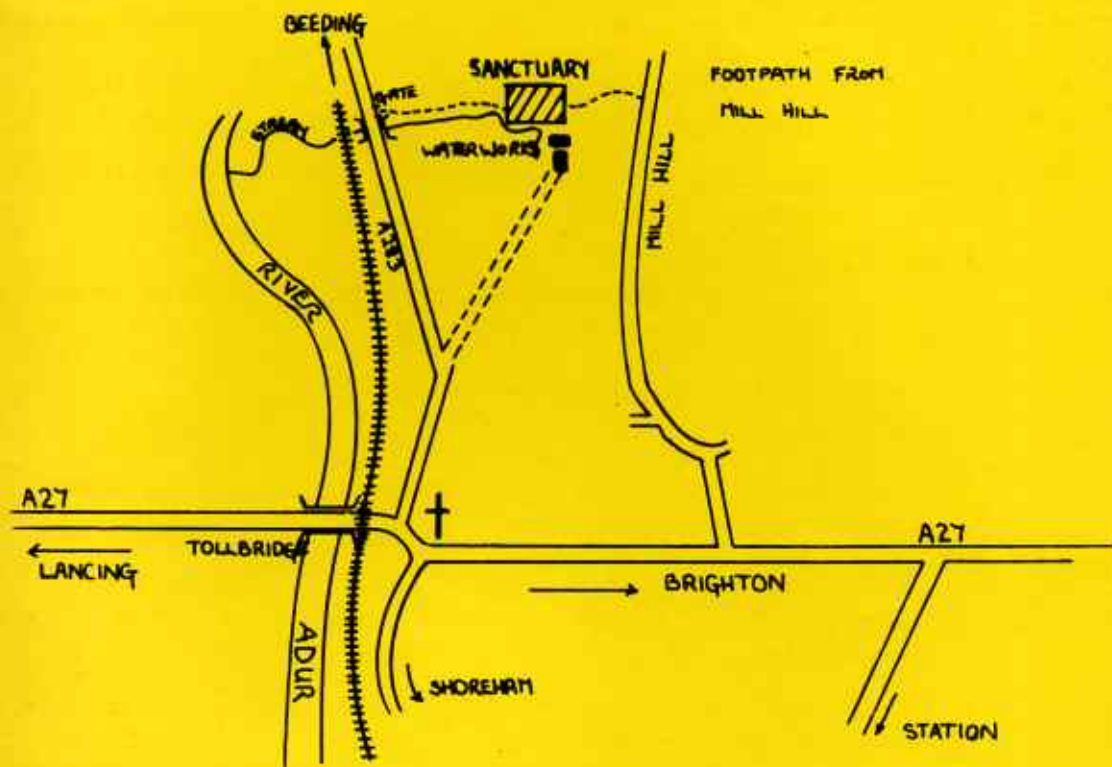 BEEDING
SANCTUARY
FOOTPATH FROM
MILL HILL
GATE
STREAM
WATERWORKS
MILL HILL
A283
RIVER
A27
A27
TOLLBRIDGE
LANCING
BRIGHTON
ADUR
SHOREHAM
STATION